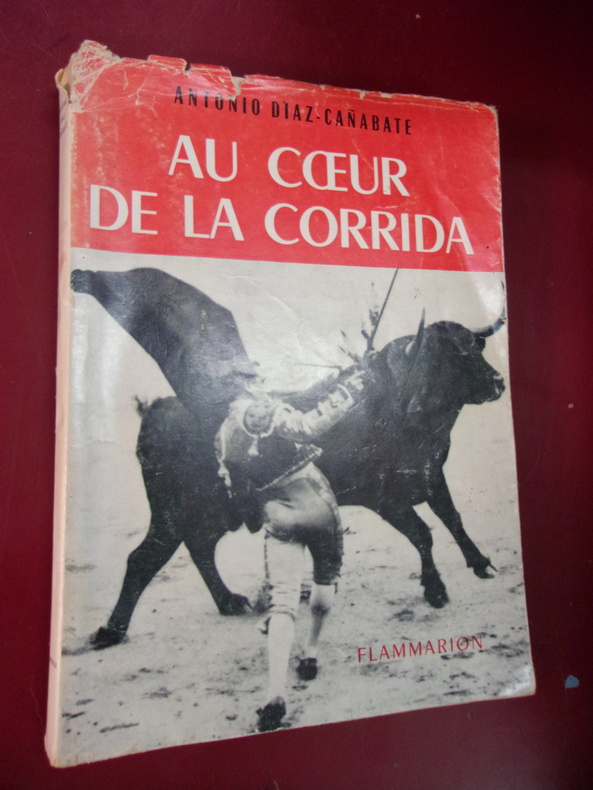 ANTONIO DIAZ-CAÑABATE
AU CŒUR
DE LA CORRIDA
FLAMMARION